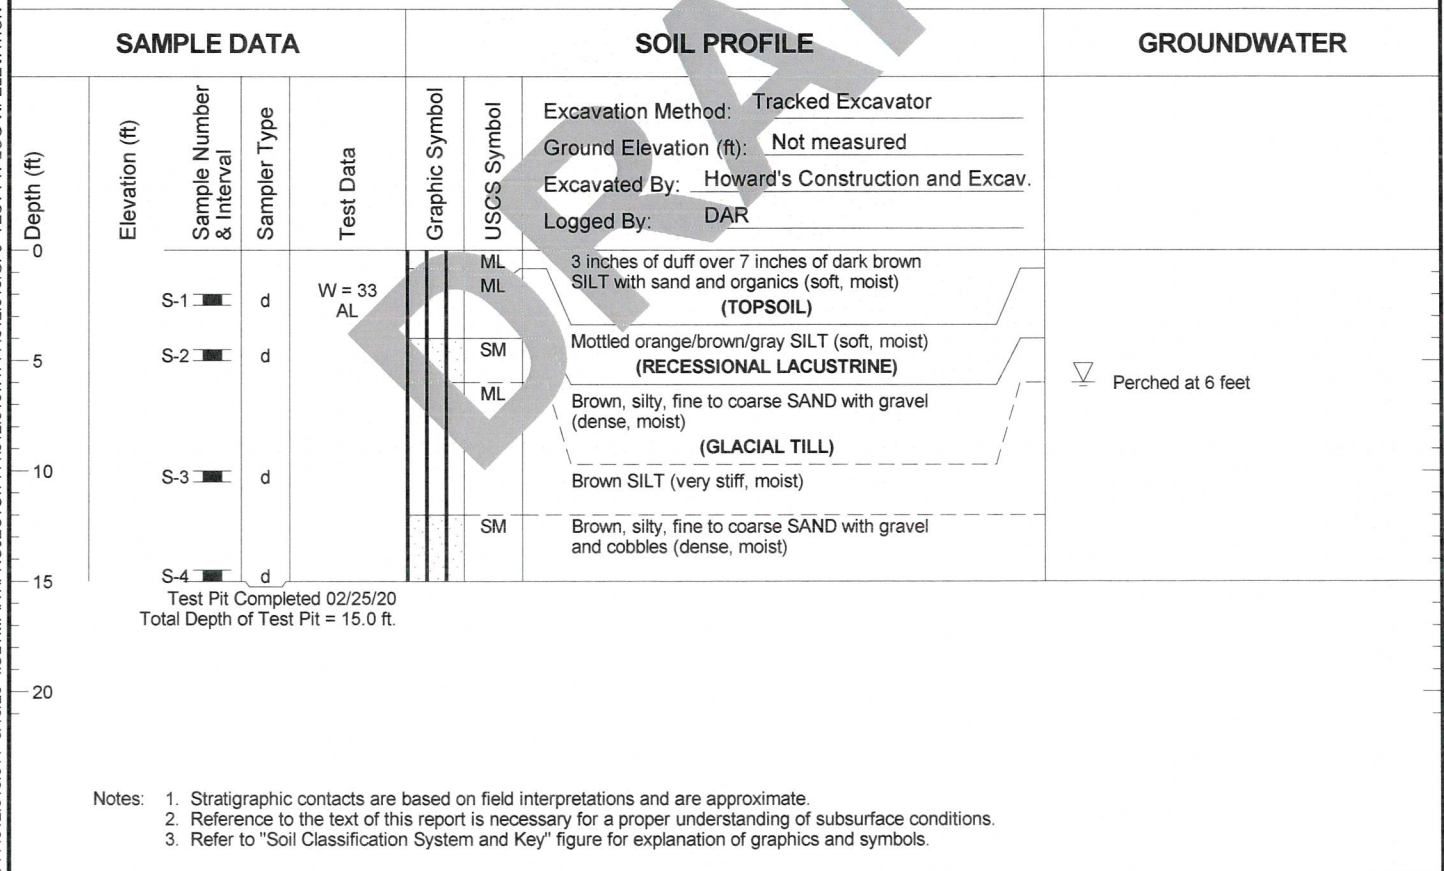 SAMPLE DATA
SOIL PROFILE
GROUNDWATER
Depth (ft)
Elevation (ft)
Sample Number & Interval
Sampler Type
Test Data
Graphic Symbol
USCS Symbol
Excavation Method: Tracked Excavator
Ground Elevation (ft): Not measured
Excavated By: Howard's Construction and Excav.
Logged By: DAR
0
ML
3 inches of duff over 7 inches of dark brown
ML
SILT with sand and organics (soft, moist)
S-1
d
W = 33
AL
(TOPSOIL)
SM
Mottled orange/brown/gray SILT (soft, moist)
5
S-2
d
(RECESSIONAL LACUSTRINE)
Perched at 6 feet
ML
Brown, silty, fine to coarse SAND with gravel
(dense, moist)
(GLACIAL TILL)
10
S-3
d
Brown SILT (very stiff, moist)
SM
Brown, silty, fine to coarse SAND with gravel
and cobbles (dense, moist)
15
S-4
d
Test Pit Completed 02/25/20
Total Depth of Test Pit = 15.0 ft.
20
Notes: 1. Stratigraphic contacts are based on field interpretations and are approximate.
2. Reference to the text of this report is necessary for a proper understanding of subsurface conditions.
3. Refer to "Soil Classification System and Key" figure for explanation of graphics and symbols.